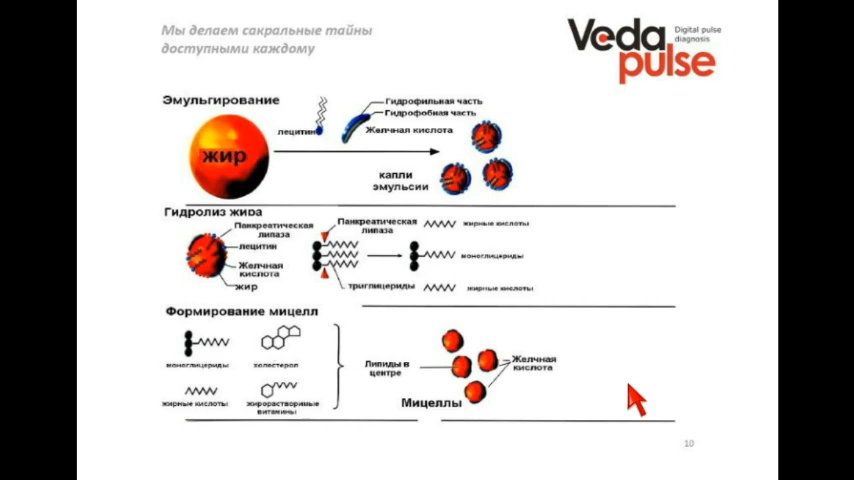 Мы делаем сакральные тайны
доступными каждому
Veda
pulse
Digital pulse
diagnosis
Эмульгирование
жир
лецитин
Гидрофильная часть
Гидрофобная часть
Желчная кислота
капли
эмульсии
Гидролиз жира
Панкреатическая
липаза
лецитин
Желчная
кислота
жир
Панкреатическая
липаза
триглицериды
жирные кислоты
моноглицериды
жирные кислоты
Формирование мицелл
моноглицериды
холестерол
жирные кислоты
жирорастворимые
витамины
Липиды в
центре
Желчная
кислота
Мицеллы
10